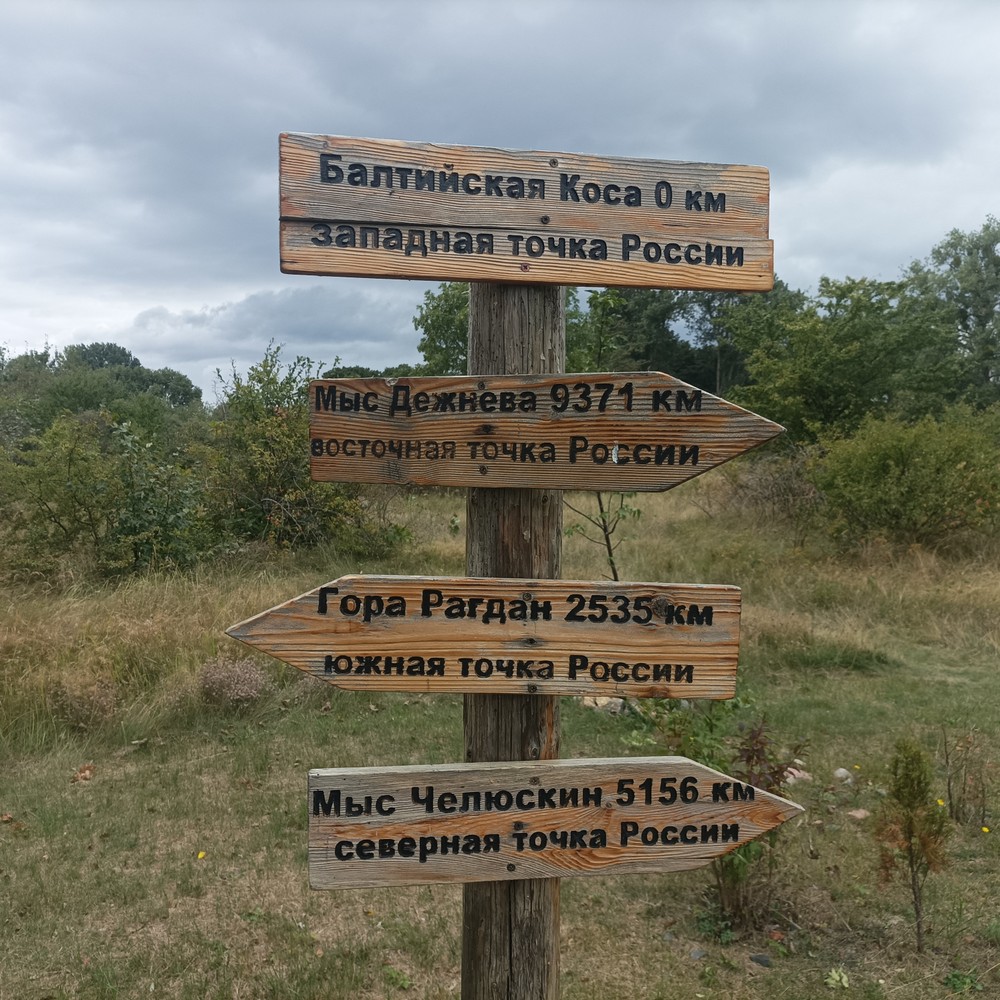 Балтийская Коса 0 км
западная точка России
Мыс Дежнева 9371 км
восточная точка России
Гора Рагдан 2535 км
южная точка России
Мыс Челюскин 5156 км
северная точка России